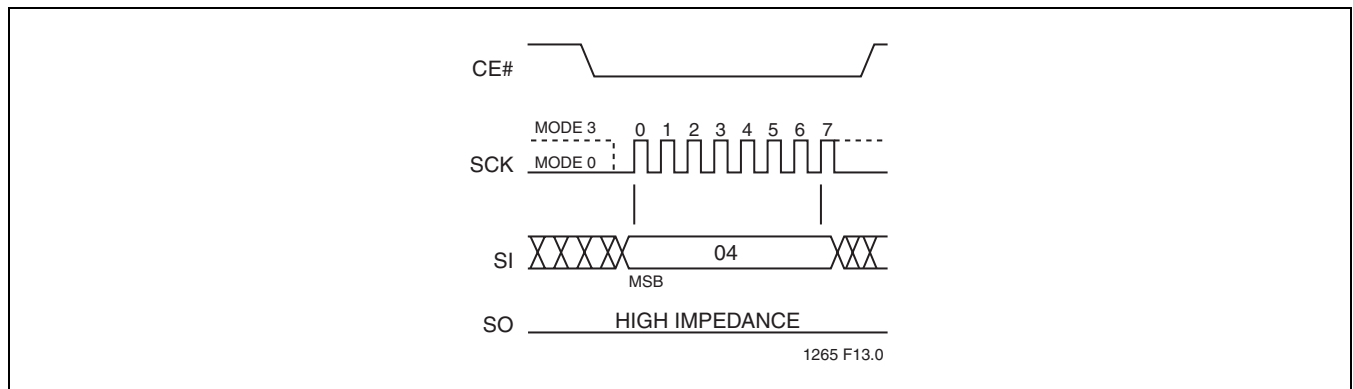 CE#
MODE 3
0 1 2 3 4 5 6 7
SCK MODE 0
SI 04
MSB
SO HIGH IMPEDANCE
1265 F13.0